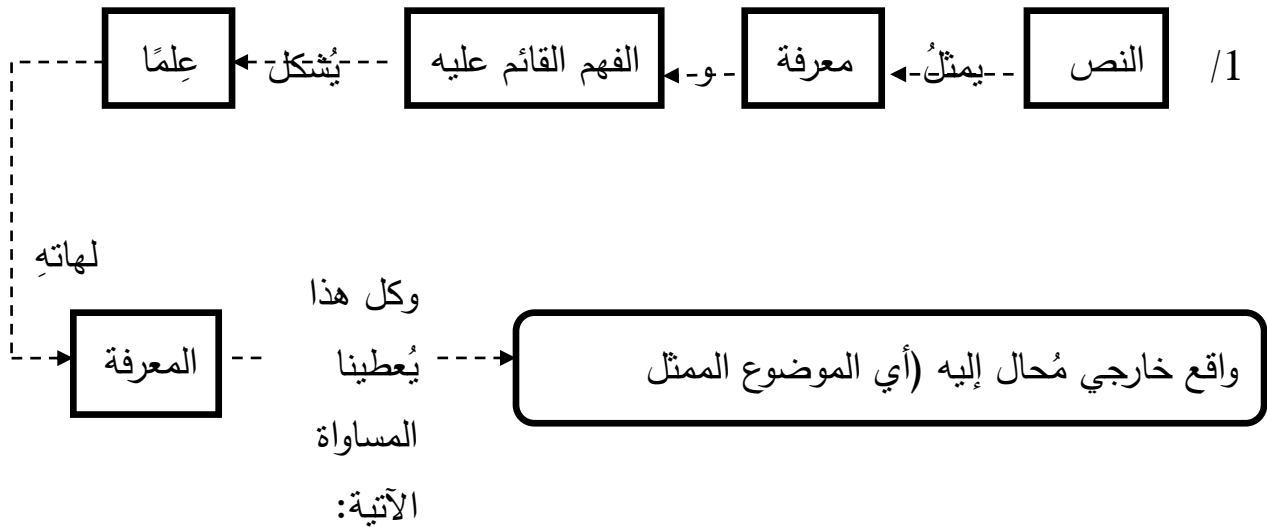 1/ النص يمثلُ معرفة و الفهم القائم عليه يُشكل عِلمًا
لهاتهِ
المعرفة
وكل هذا
يُعطينا
المساواة
الآتية:
واقع خارجي مُحال إليه (أي الموضوع الممثل